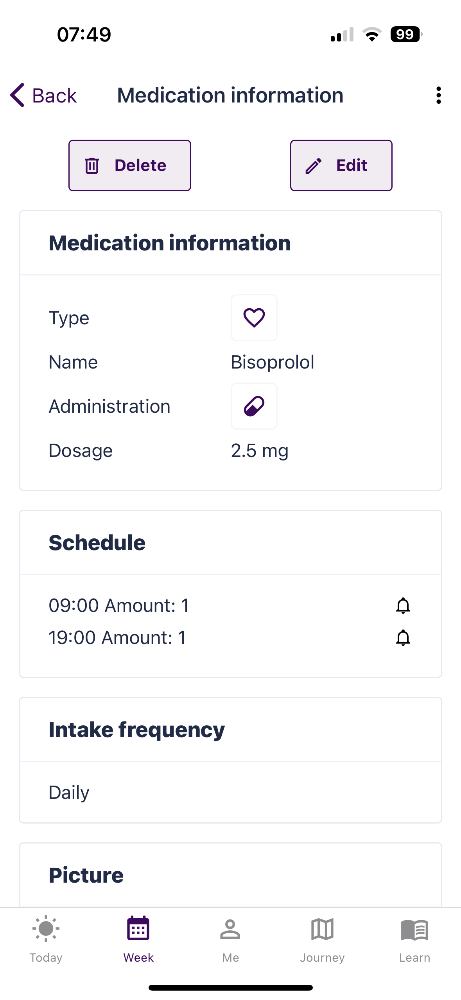 07:49
99
Back
Medication information
Delete
Edit
Medication information
Type
Name Bisoprolol
Administration
Dosage 2.5 mg
Schedule
09:00 Amount: 1
19:00 Amount: 1
Intake frequency
Daily
Picture
Today
Week
Me
Journey
Learn